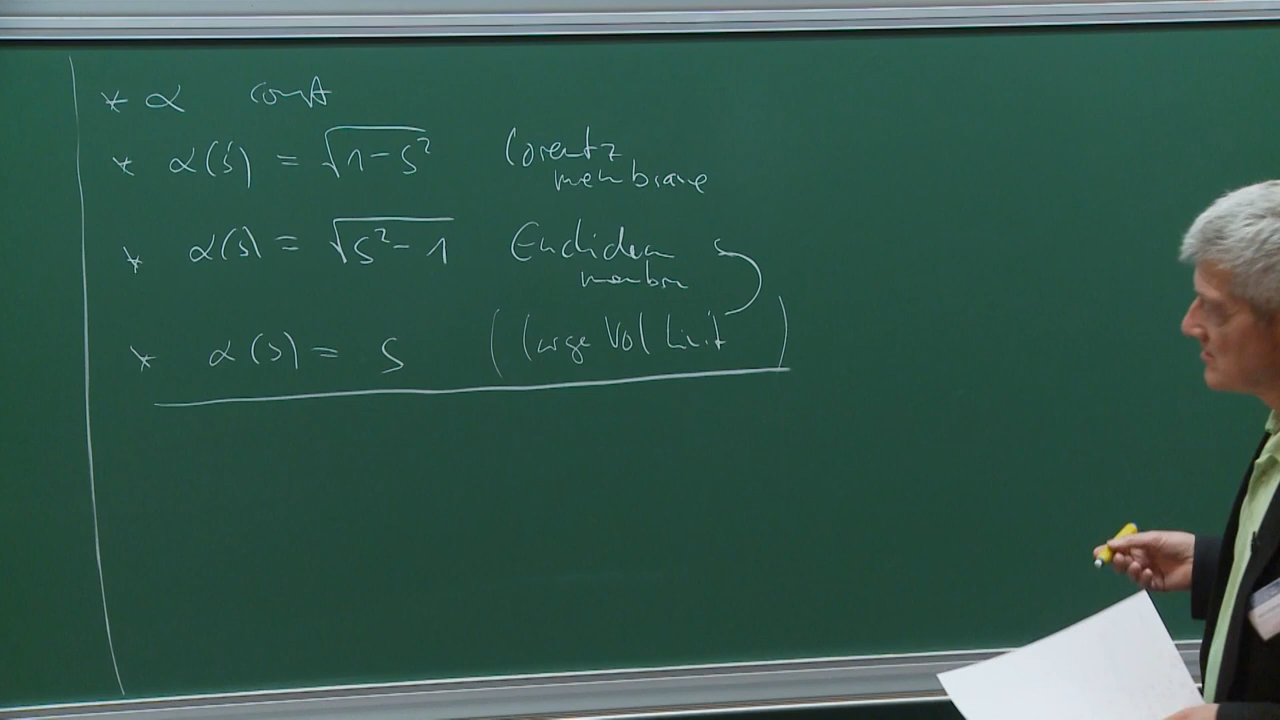 * α const
* α(s) = √1-s² Lorentz
membrane
* α(s) = √s²-1 Euclidean
membr
* α(s) = s (large Vol limit)